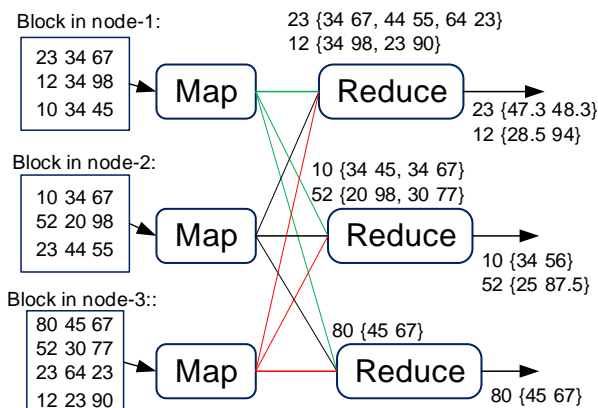 Block in node-1:
23 34 67
12 34 98
10 34 45
Map
23 {34 67, 44 55, 64 23}
12 {34 98, 23 90}
Reduce
23 {47.3 48.3}
12 {28.5 94}
Block in node-2:
10 34 67
52 20 98
23 44 55
Map
10 {34 45, 34 67}
52 {20 98, 30 77}
Reduce
10 {34 56}
52 {25 87.5}
Block in node-3::
80 45 67
52 30 77
23 64 23
12 23 90
Map
80 {45 67}
Reduce
80 {45 67}